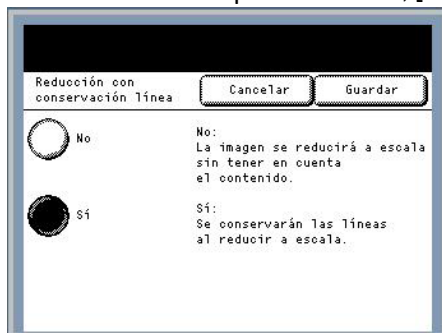 Reducción con
conservación línea
Cancelar
Guardar
No
No:
La imagen se reducirá a escala
sin tener en cuenta
el contenido.
Sí
Sí:
Se conservarán las líneas
al reducir a escala.